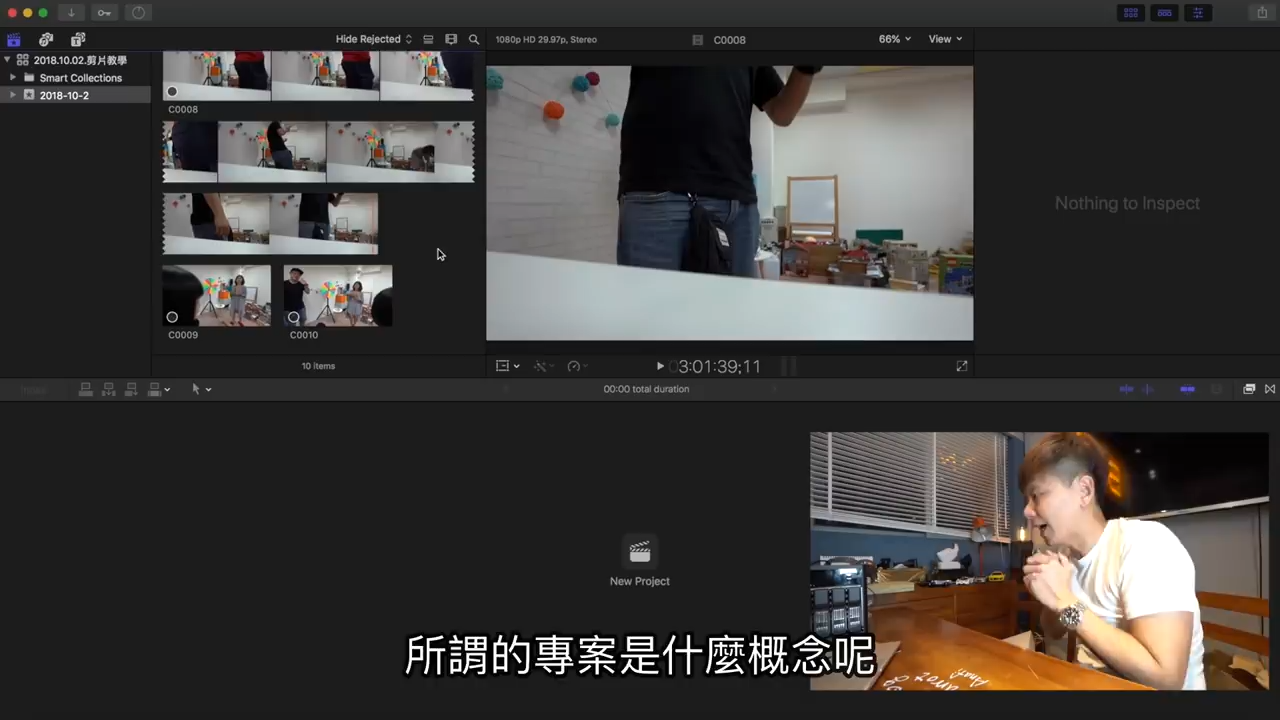 Hide Rejected
1080p HD 29.97p, Stereo
C0008
66%
View
2018.10.02.剪片教學
Smart Collections
2018-10-2
C0008
C0009
C0010
10 items
Nothing to Inspect
3:01:39;11
00:00 total duration
New Project
所謂的專案是什麼概念呢